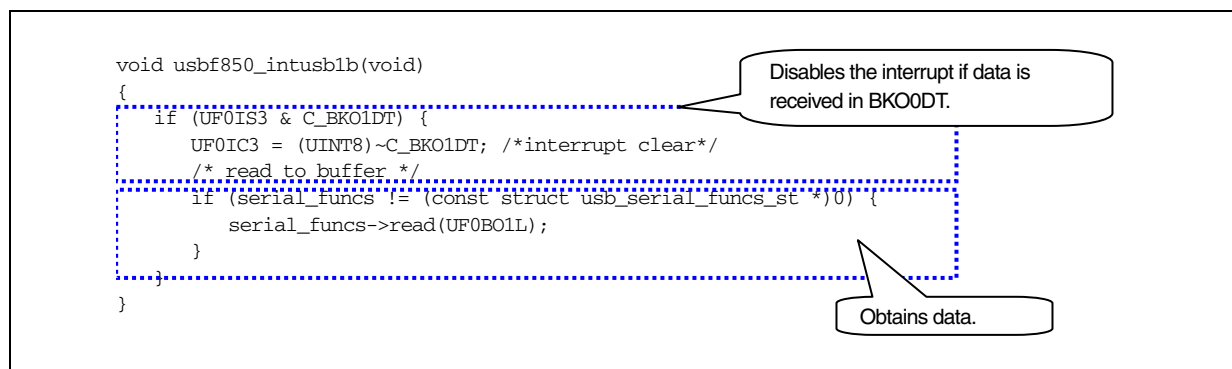 void usbf850_intusb1b(void)
{
if (UF0IS3 & C_BKO1DT) {
UF0IC3 = (UINT8)~C_BKO1DT; /*interrupt clear*/
/* read to buffer */
if (serial_funcs != (const struct usb_serial_funcs_st *)0) {
serial_funcs->read(UF0BO1L);
}
}
}
Disables the interrupt if data is
received in BKO0DT.
Obtains data.